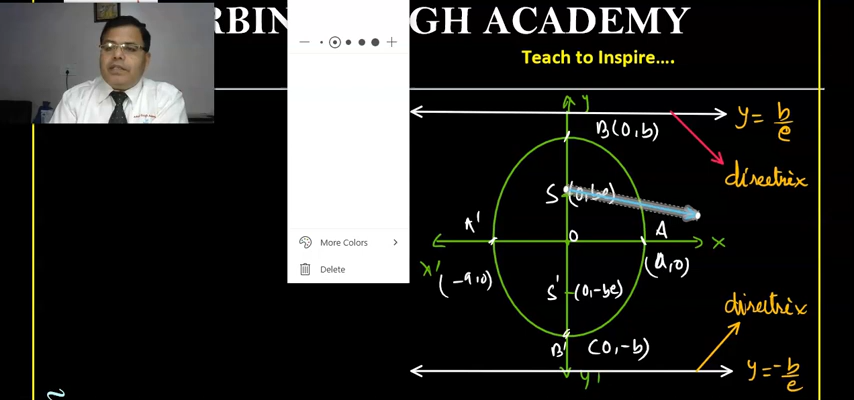 RBIN GH ACADEMY
Teach to Inspire....
More Colors
Delete
y
y = b/e
B(0,b)
directrix
S (0,be)
A'
A
O
x
x'
(-a,0)
(a,0)
S' (0,-be)
directrix
B' (0,-b)
y'
y = -b/e